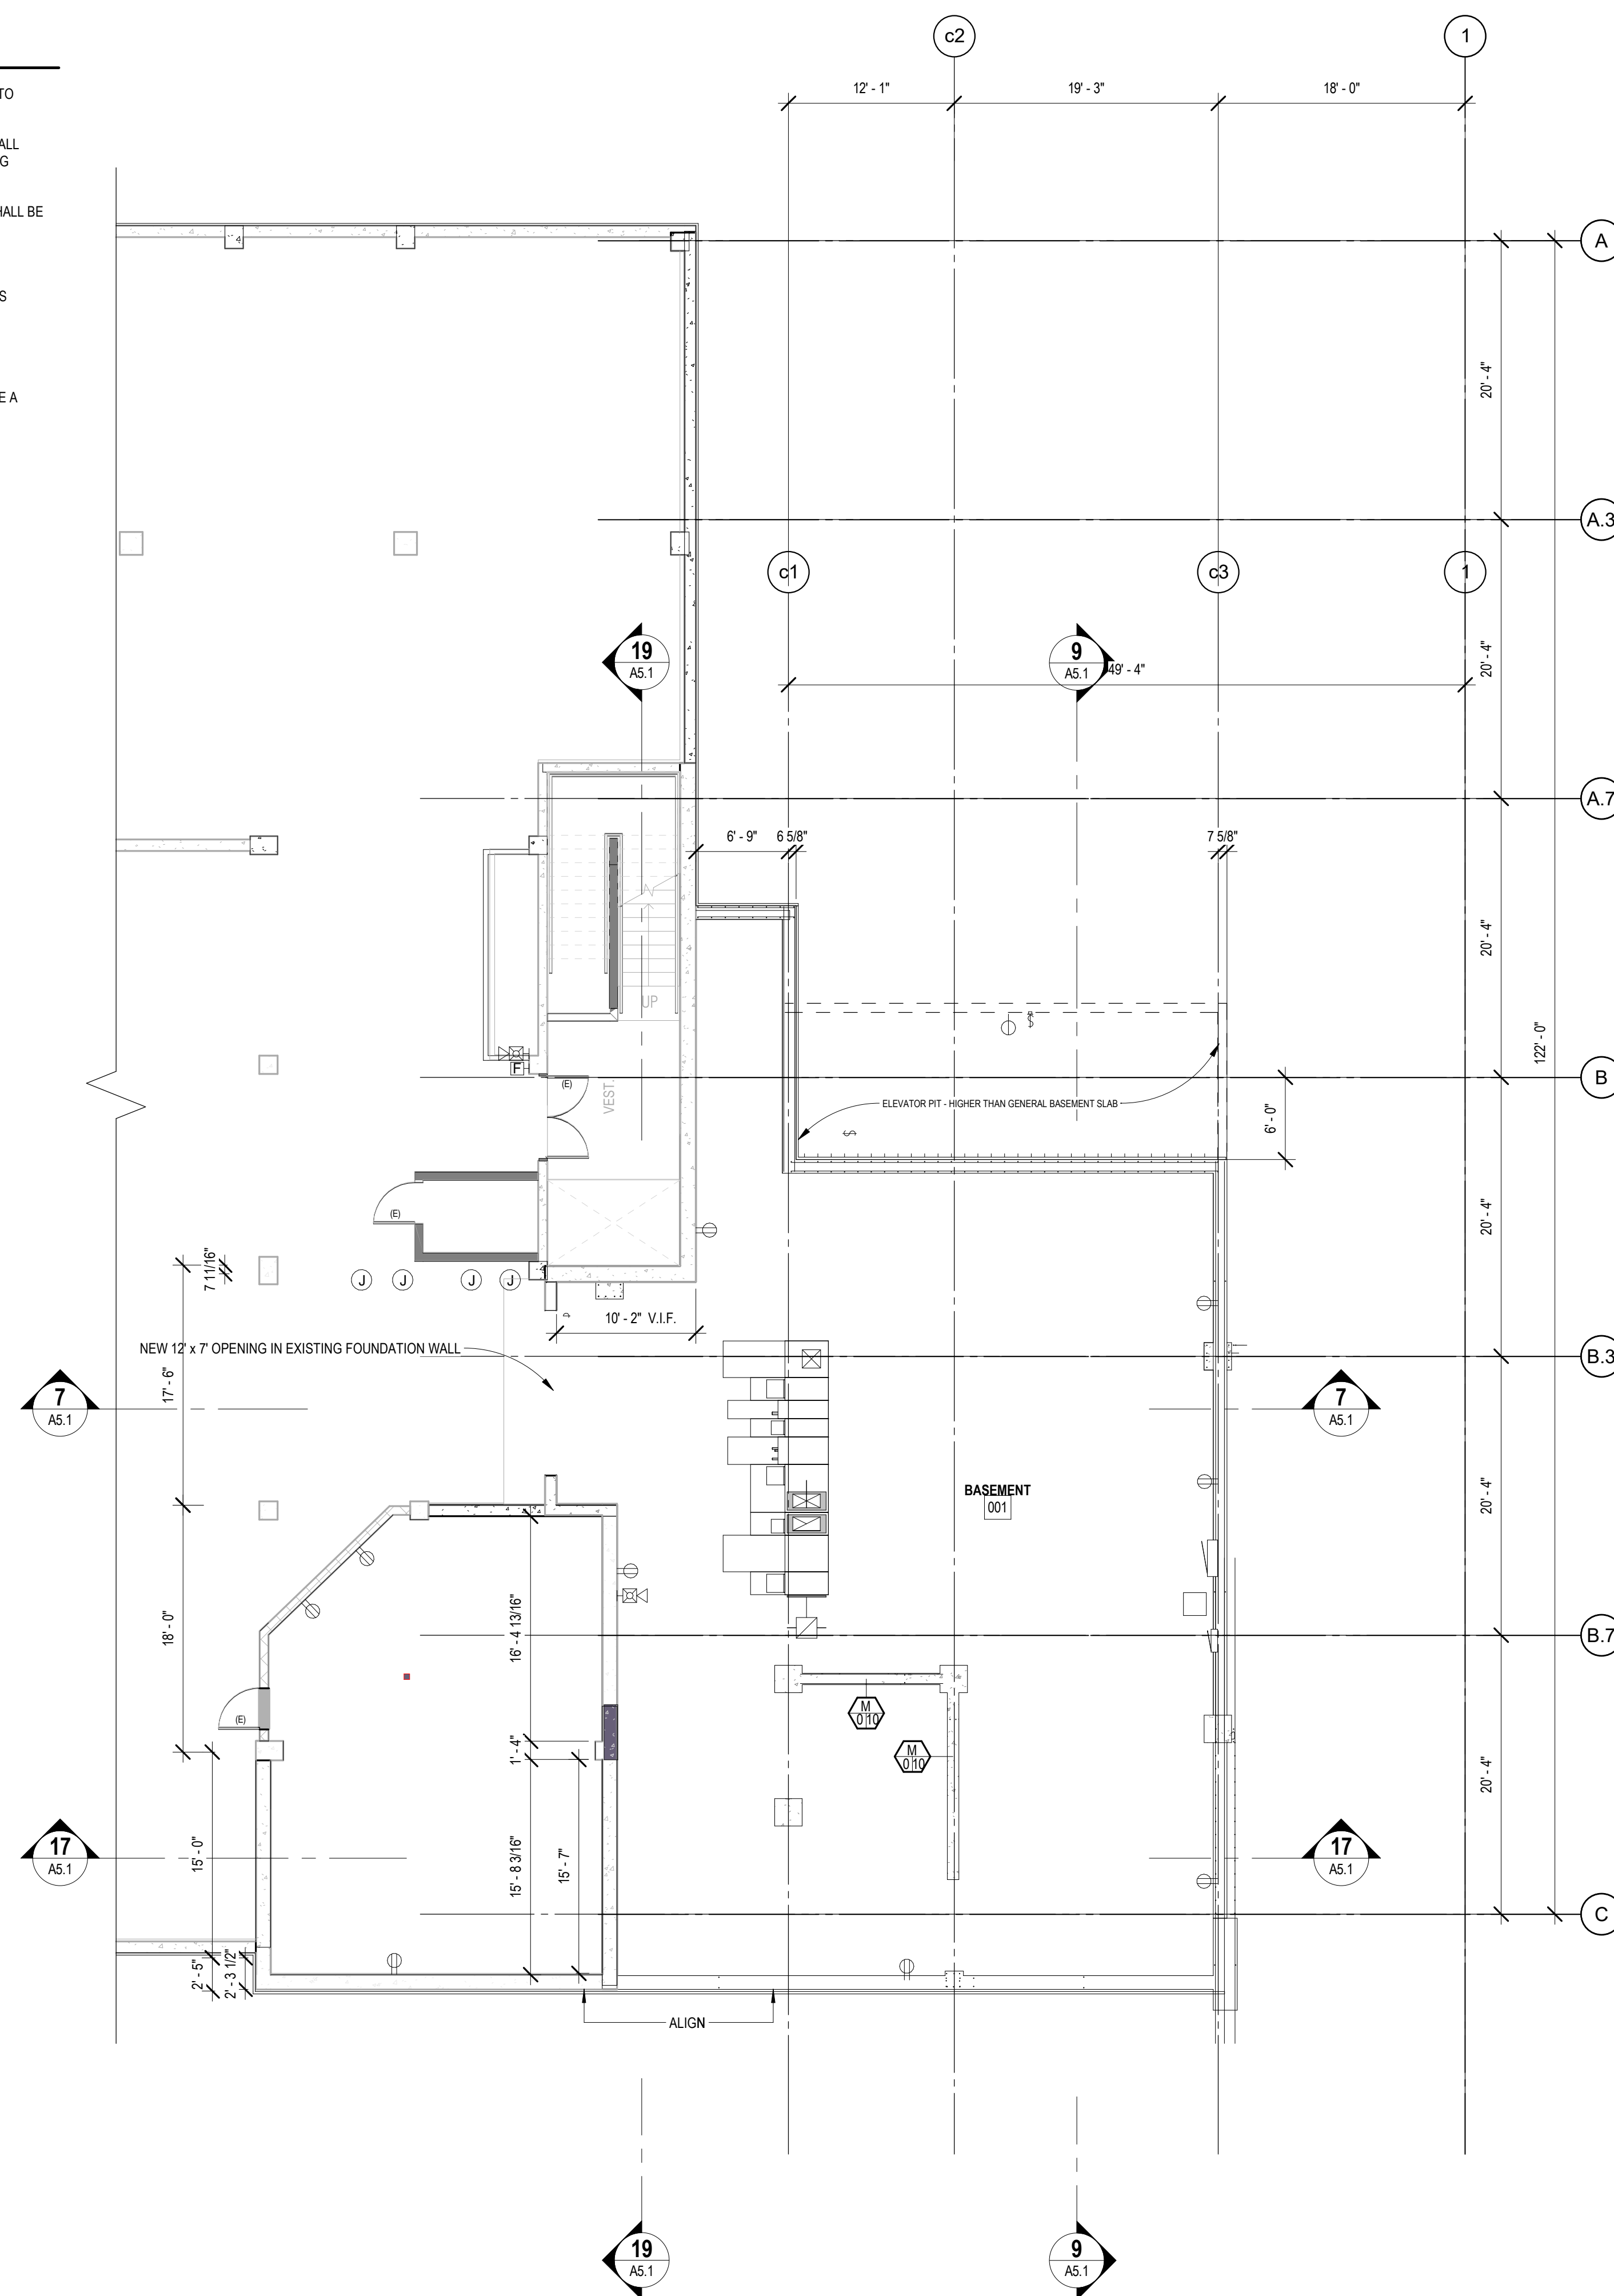 c2
1
TO
12' - 1"
19' - 3"
18' - 0"
ALL
G
HALL BE
A
S
20' - 4"
E A
A.3
c1
c3
1
19
A5.1
9
A5.1
49' - 4"
20' - 4"
A.7
6' - 9"
6 5/8"
7 5/8"
20' - 4"
UP
122' - 0"
F
(E)
VEST.
B
ELEVATOR PIT - HIGHER THAN GENERAL BASEMENT SLAB
6' - 0"
20' - 4"
(E)
7 11/16"
J
J
J
J
10' - 2" V.I.F.
NEW 12' x 7' OPENING IN EXISTING FOUNDATION WALL
B.3
17' - 6"
7
A5.1
7
A5.1
BASEMENT
001
20' - 4"
18' - 0"
16' - 4 13/16"
B.7
M
0 10
(E)
M
0 10
1' - 4"
20' - 4"
17
A5.1
15' - 0"
15' - 8 3/16"
15' - 7"
17
A5.1
C
2' - 5"
2' - 3 1/2"
ALIGN
19
A5.1
9
A5.1